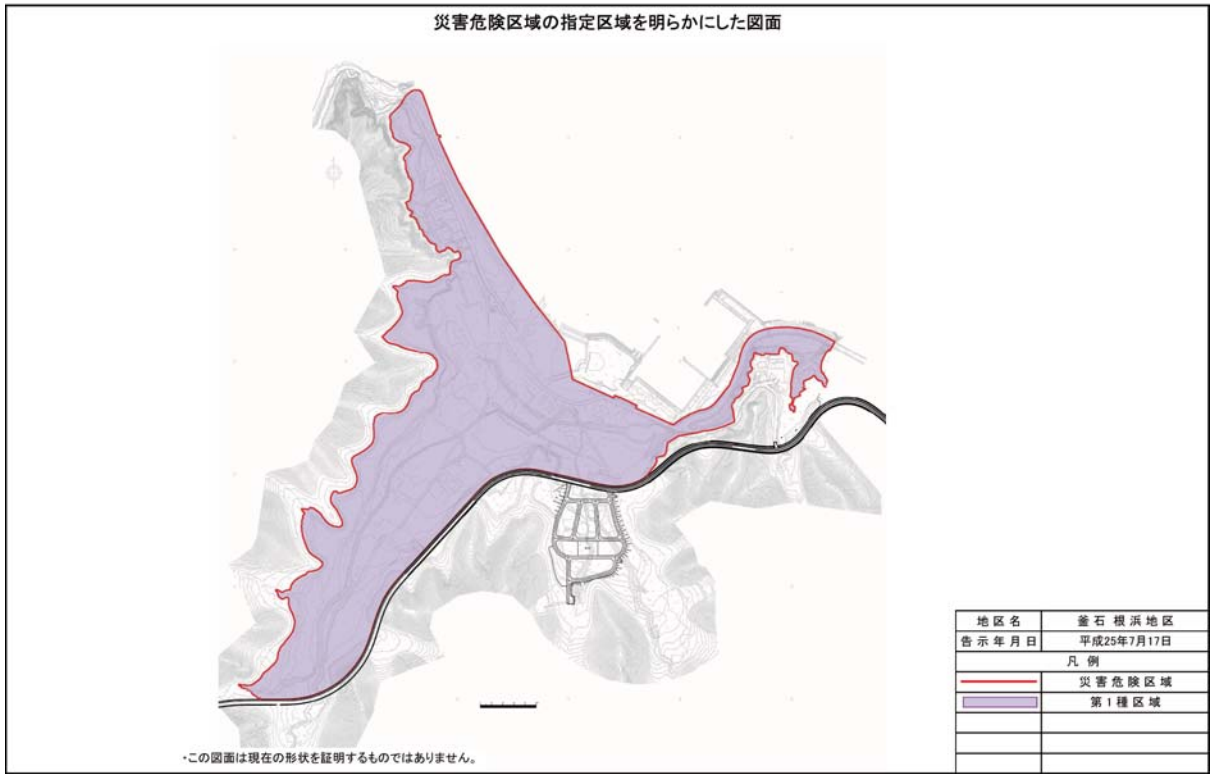 災害危険区域の指定区域を明らかにした図面
地区名 釜石 根浜地区
告示年月日 平成25年7月17日
凡例
災害危険区域
第1種区域
・この図面は現在の形状を証明するものではありません。